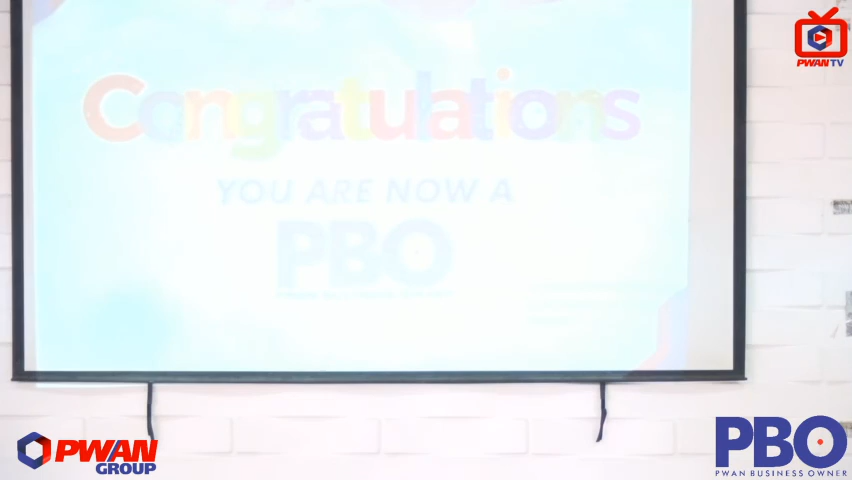 PWANTV
Congratulations
YOU ARE NOW A
PBO
PWAN
GROUP
PBO
PWAN BUSINESS OWNER